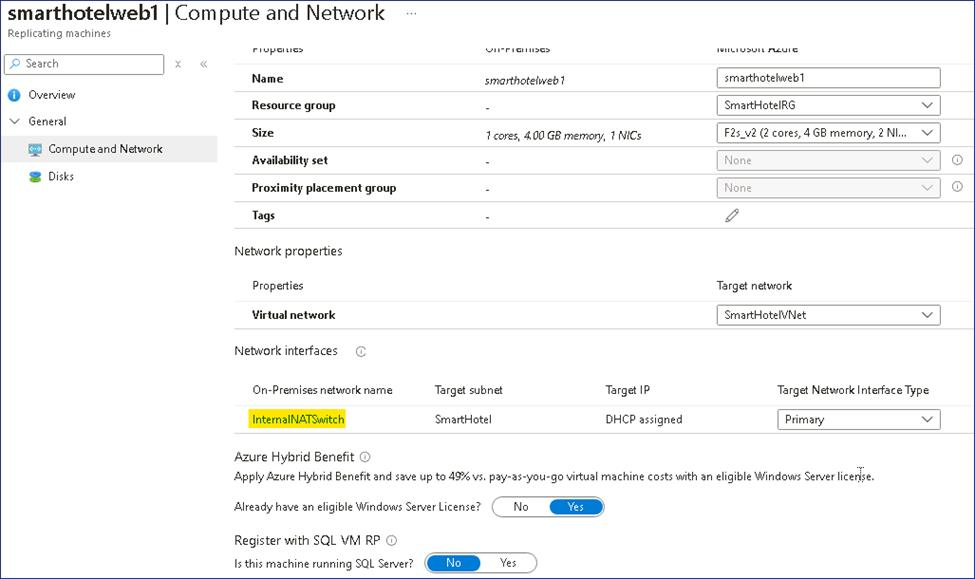 smarthotelweb1 | Compute and Network ...
Replicating machines
Search
Overview
General
Compute and Network
Disks
Properties On-Premises Microsoft Azure
Name smarthotelweb1 smarthotelweb1
Resource group - SmartHotelRG
Size 1 cores, 4.00 GB memory, 1 NICs F2s_v2 (2 cores, 4 GB memory, 2 NI...
Availability set - None
Proximity placement group - None
Tags -
Network properties
Properties Target network
Virtual network SmartHotelVNet
Network interfaces
On-Premises network name Target subnet Target IP Target Network Interface Type
InternalNATSwitch SmartHotel DHCP assigned Primary
Azure Hybrid Benefit
Apply Azure Hybrid Benefit and save up to 49% vs. pay-as-you-go virtual machine costs with an eligible Windows Server license.
Already have an eligible Windows Server License? No Yes
Register with SQL VM RP
Is this machine running SQL Server? No Yes